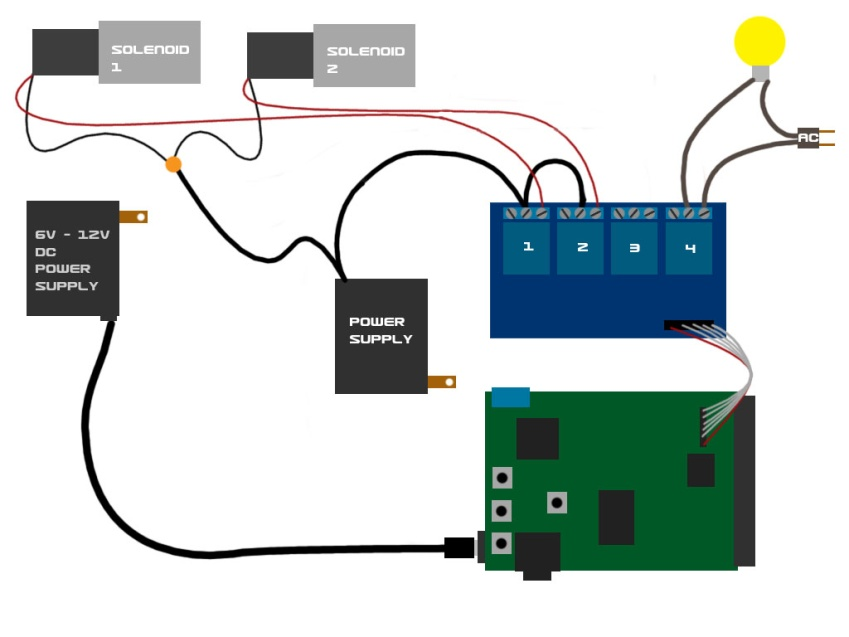 SOLENOID
1
SOLENOID
2
AC
6V - 12V
DC
POWER
SUPPLY
1
2
3
4
POWER
SUPPLY